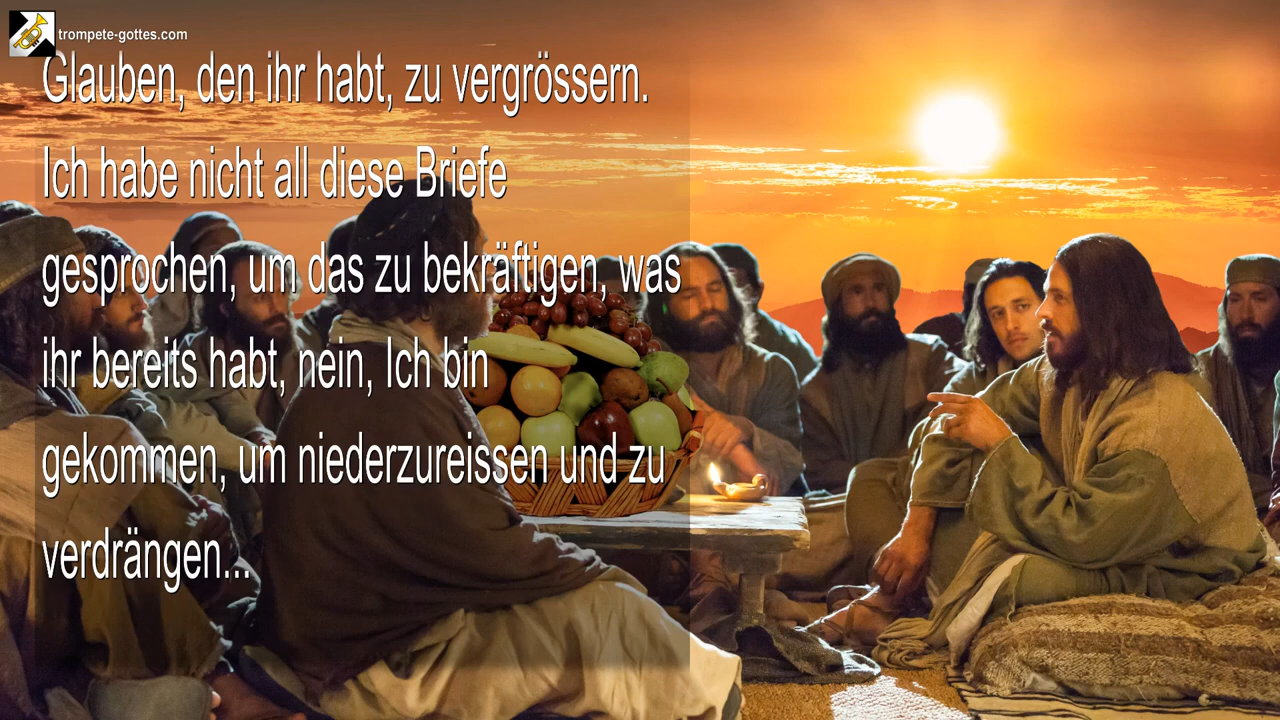 trompete-gottes.com
Glauben, den ihr habt, zu vergrössern.
Ich habe nicht all diese Briefe
gesprochen, um das zu bekräftigen, was
ihr bereits habt, nein, Ich bin
gekommen, um niederzureissen und zu
verdrängen...